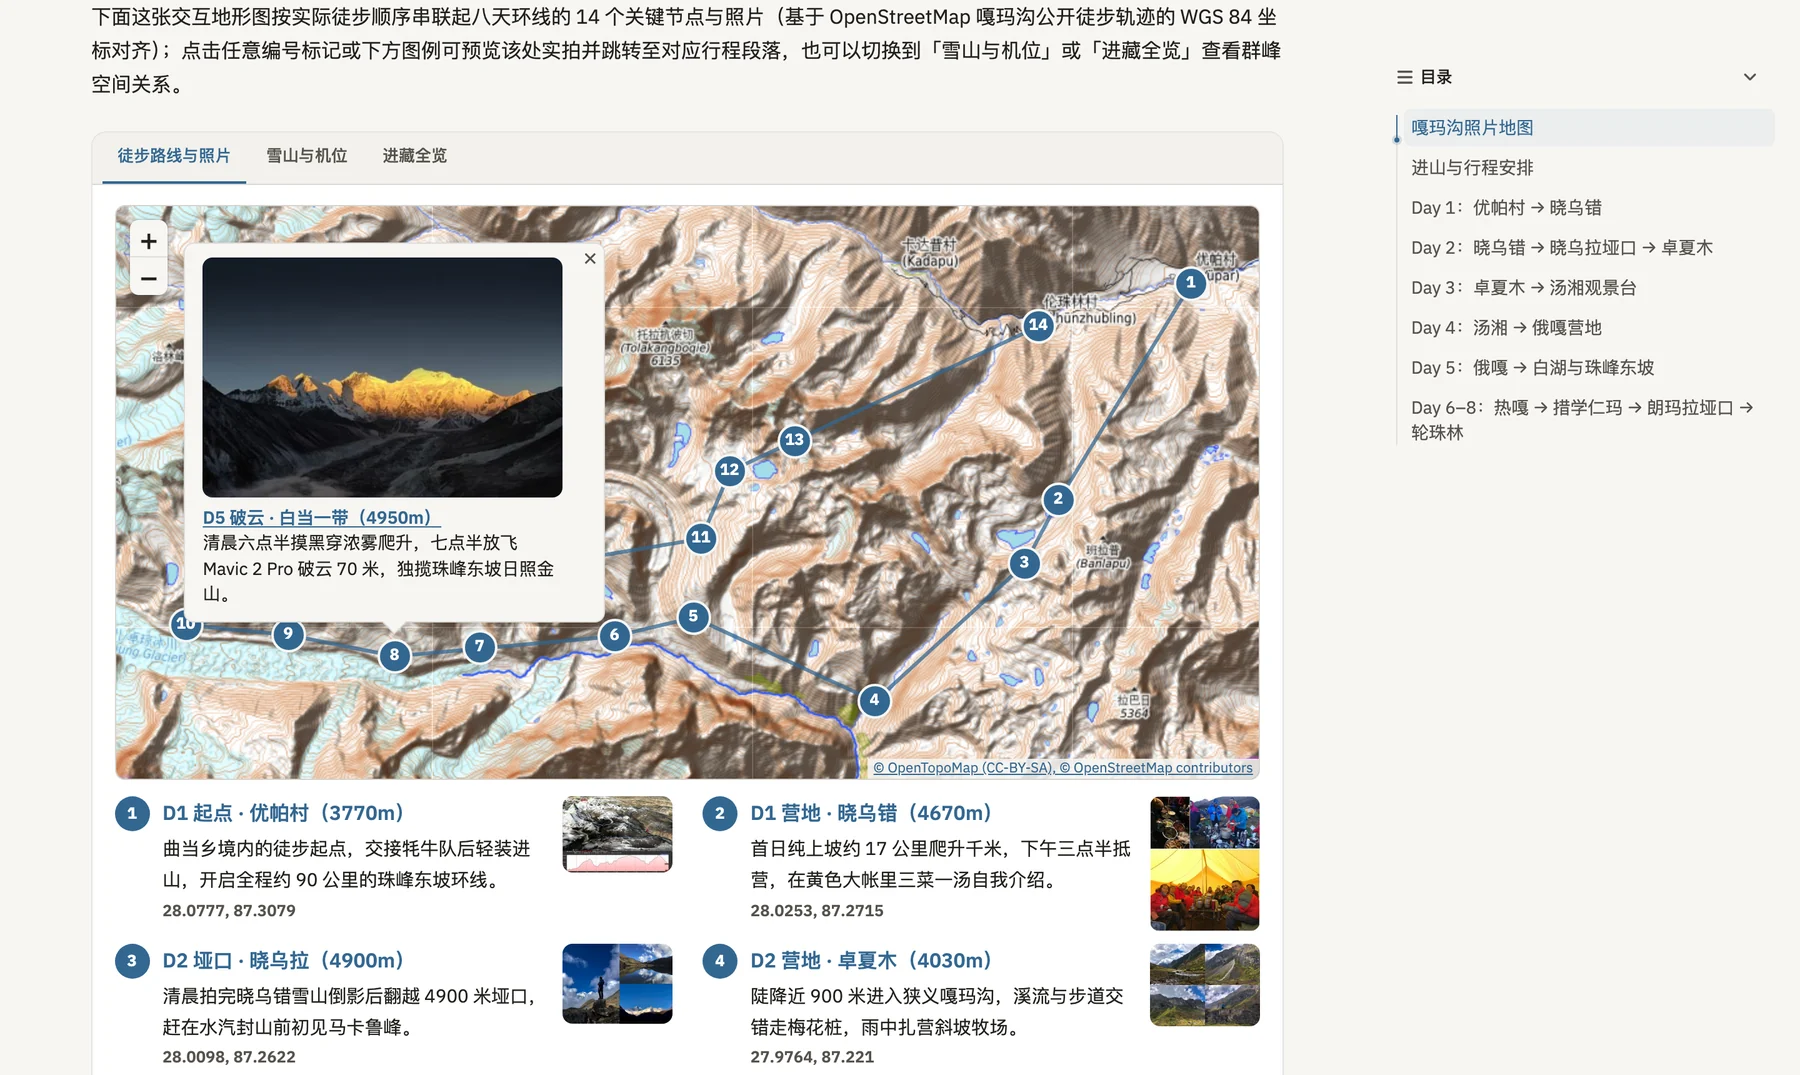 下面这张交互地形图按实际徒步顺序串联起八天环线的 14 个关键节点与照片（基于 OpenStreetMap 嘎玛沟公开徒步轨迹的 WGS 84 坐
标对齐）；点击任意编号标记或下方图例可预览该处实拍并跳转至对应行程段落，也可以切换到「雪山与机位」或「进藏全览」查看群峰
空间关系。
目录
嘎玛沟照片地图
进山与行程安排
Day 1：优帕村 → 晓乌错
Day 2：晓乌错 → 晓乌拉垭口 → 卓夏木
Day 3：卓夏木 → 汤湘观景台
Day 4：汤湘 → 俄嘎营地
Day 5：俄嘎 → 白湖与珠峰东坡
Day 6–8：热嘎 → 措学仁玛 → 朗玛拉垭口 →
轮珠林
徒步路线与照片
雪山与机位
进藏全览
+
−
×
D5 破云 · 白当一带（4950m）
清晨六点半摸黑穿浓雾爬升，七点半放飞
Mavic 2 Pro 破云 70 米，独揽珠峰东坡日照金
山。
卡达普村
(Kadapu)
优帕村
1
伦珠林村
14
托拉抗波切
(Tolakangboqie)
6135
13
12
2
11
3
班拉普
(Banlapu)
10
9
8
7
6
5
4
拉巴日
5364
ung Glacier)
© OpenTopoMap (CC-BY-SA), © OpenStreetMap contributors
1
D1 起点 · 优帕村（3770m）
曲当乡境内的徒步起点，交接牦牛队后轻装进
山，开启全程约 90 公里的珠峰东坡环线。
28.0777, 87.3079
2
D1 营地 · 晓乌错（4670m）
首日纯上坡约 17 公里爬升千米，下午三点半抵
营，在黄色大帐里三菜一汤自我介绍。
28.0253, 87.2715
3
D2 垭口 · 晓乌拉（4900m）
清晨拍完晓乌错雪山倒影后翻越 4900 米垭口，
赶在水汽封山前初见马卡鲁峰。
28.0098, 87.2622
4
D2 营地 · 卓夏木（4030m）
陡降近 900 米进入狭义嘎玛沟，溪流与步道交
错走梅花桩，雨中扎营斜坡牧场。
27.9764, 87.221